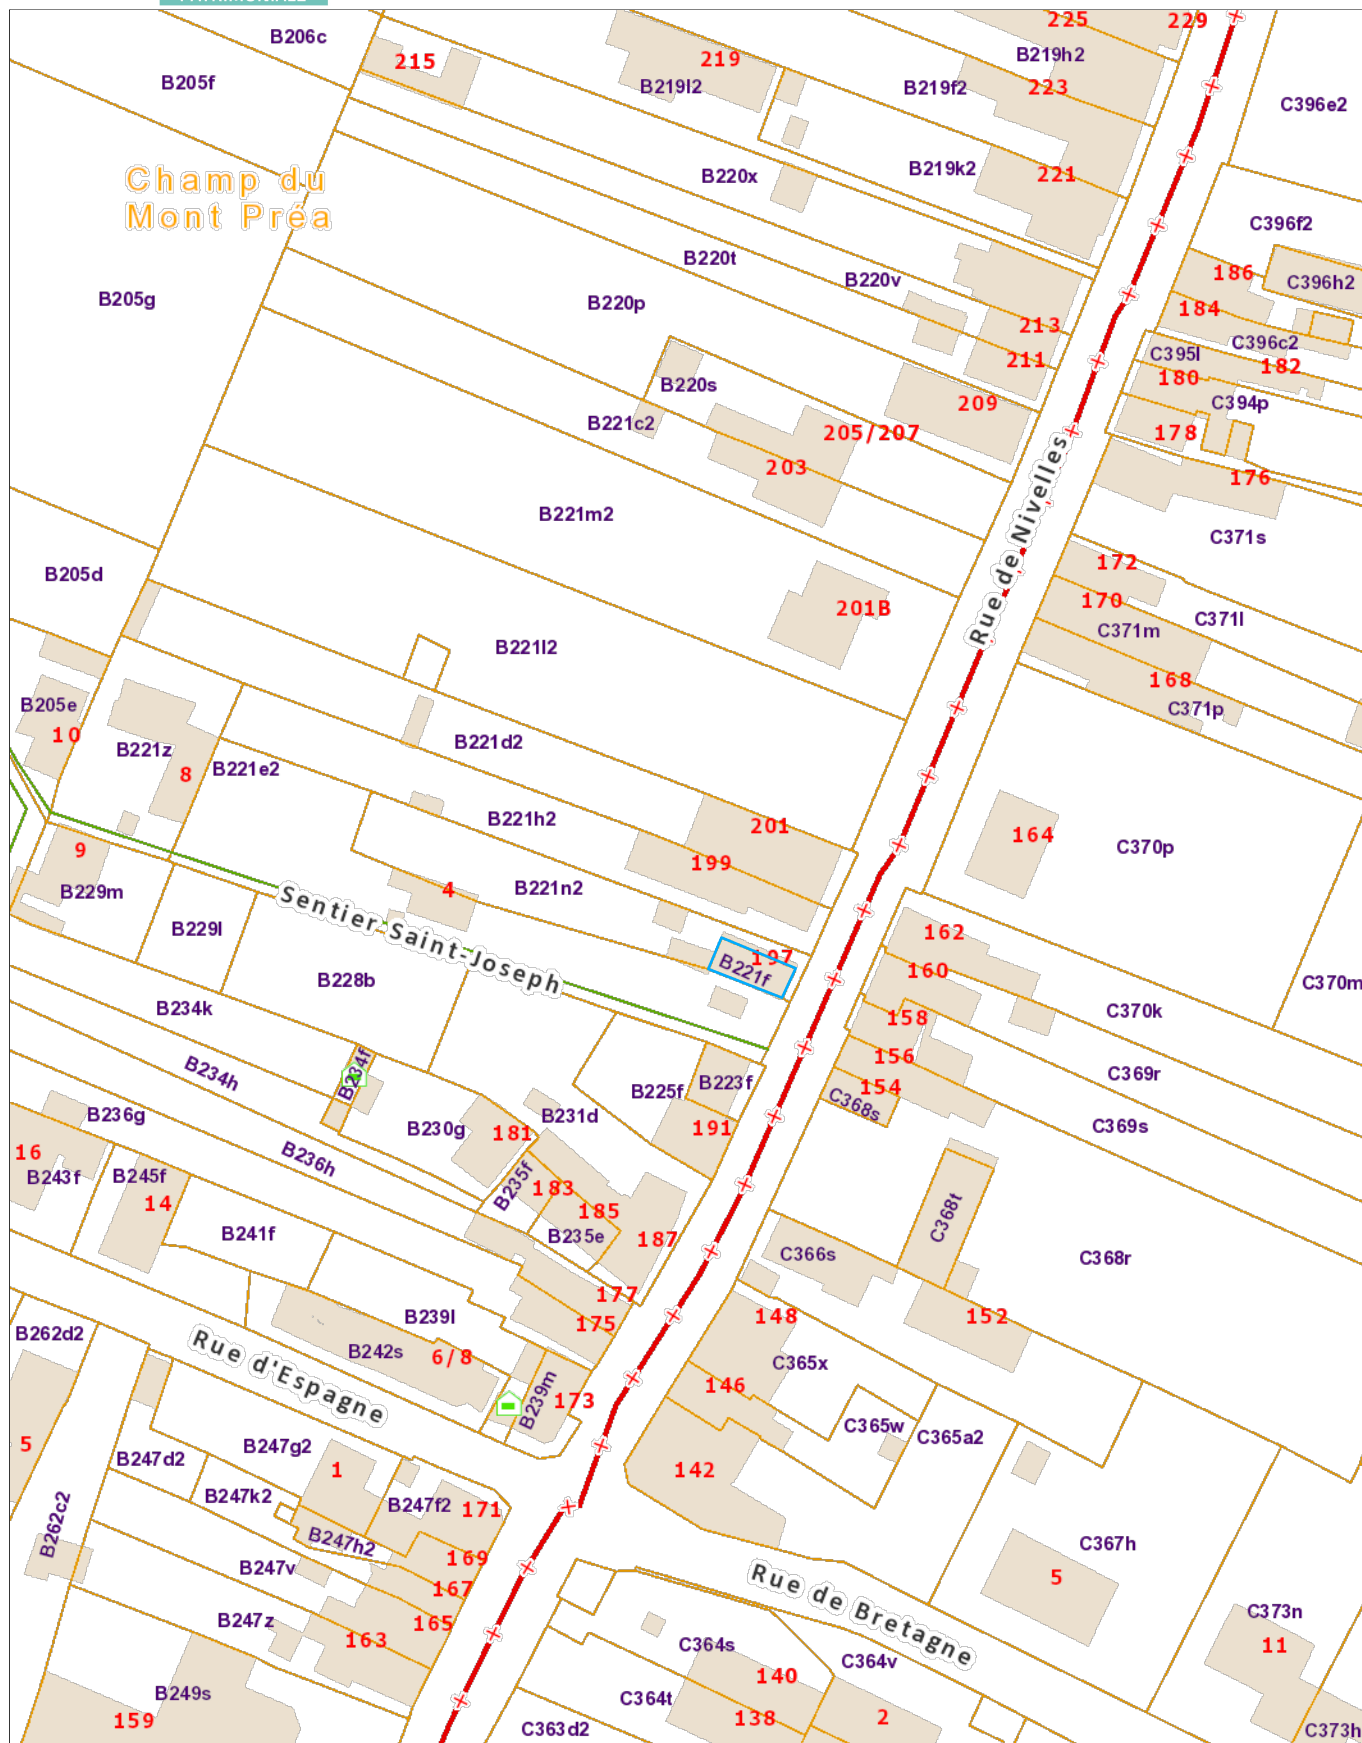 B206c
215
219
225
229
B205f
B219l2
B219h2
B219f2
223
C396e2
Champ du
Mont Préa
B220x
B219k2
221
C396f2
B220t
B220v
186
C396h2
B205g
B220p
213
184
C396c2
211
C395l
182
180
B220s
209
C394p
B221c2
205/207
178
203
176
B221m2
C371s
Rue de Nivelles
B205d
172
170
201B
C371l
C371m
B221l2
168
B205e
C371p
10
B221z
B221d2
8
B221e2
B221h2
201
164
C370p
9
199
B229m
4
B221n2
Sentier Saint-Joseph
B229l
162
197
B221f
160
B228b
C370m
B234k
158
C370k
156
B234h
B234f
B223f
154
C369r
B225f
C368s
B236g
B231d
C369s
B230g
181
191
16
B236h
B243f
B245f
B235f
183
14
185
C368t
B241f
B235e
187
C366s
C368r
177
B239l
175
148
152
B262d2
Rue d'Espagne
B242s
6/8
C365x
B239m
173
146
C365w
C365a2
5
B247g2
B247d2
1
142
B247k2
B247f2
171
B262c2
B247h2
169
C367h
B247v
167
Rue de Bretagne
5
B247z
165
C373n
163
C364s
11
C364v
140
B249s
C364t
159
138
2
C363d2
C373h